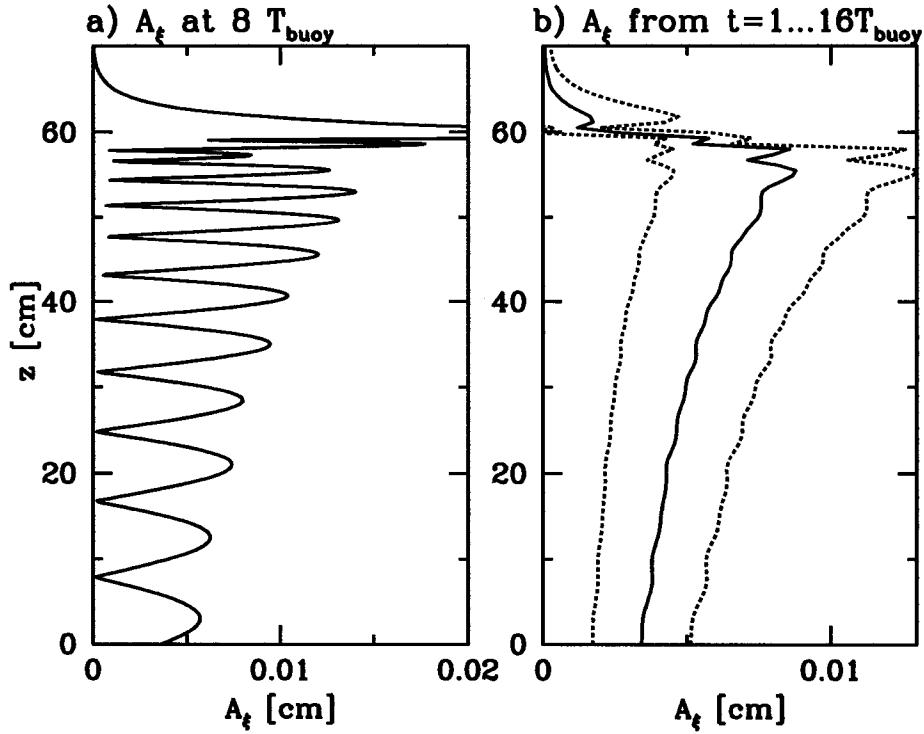 a) A_ξ at 8 T_buoy
b) A_ξ from t=1...16T_buoy
z [cm]
60
40
20
0
60
40
20
0
0
0.01
0.02
0
0.01
A_ξ [cm]
A_ξ [cm]